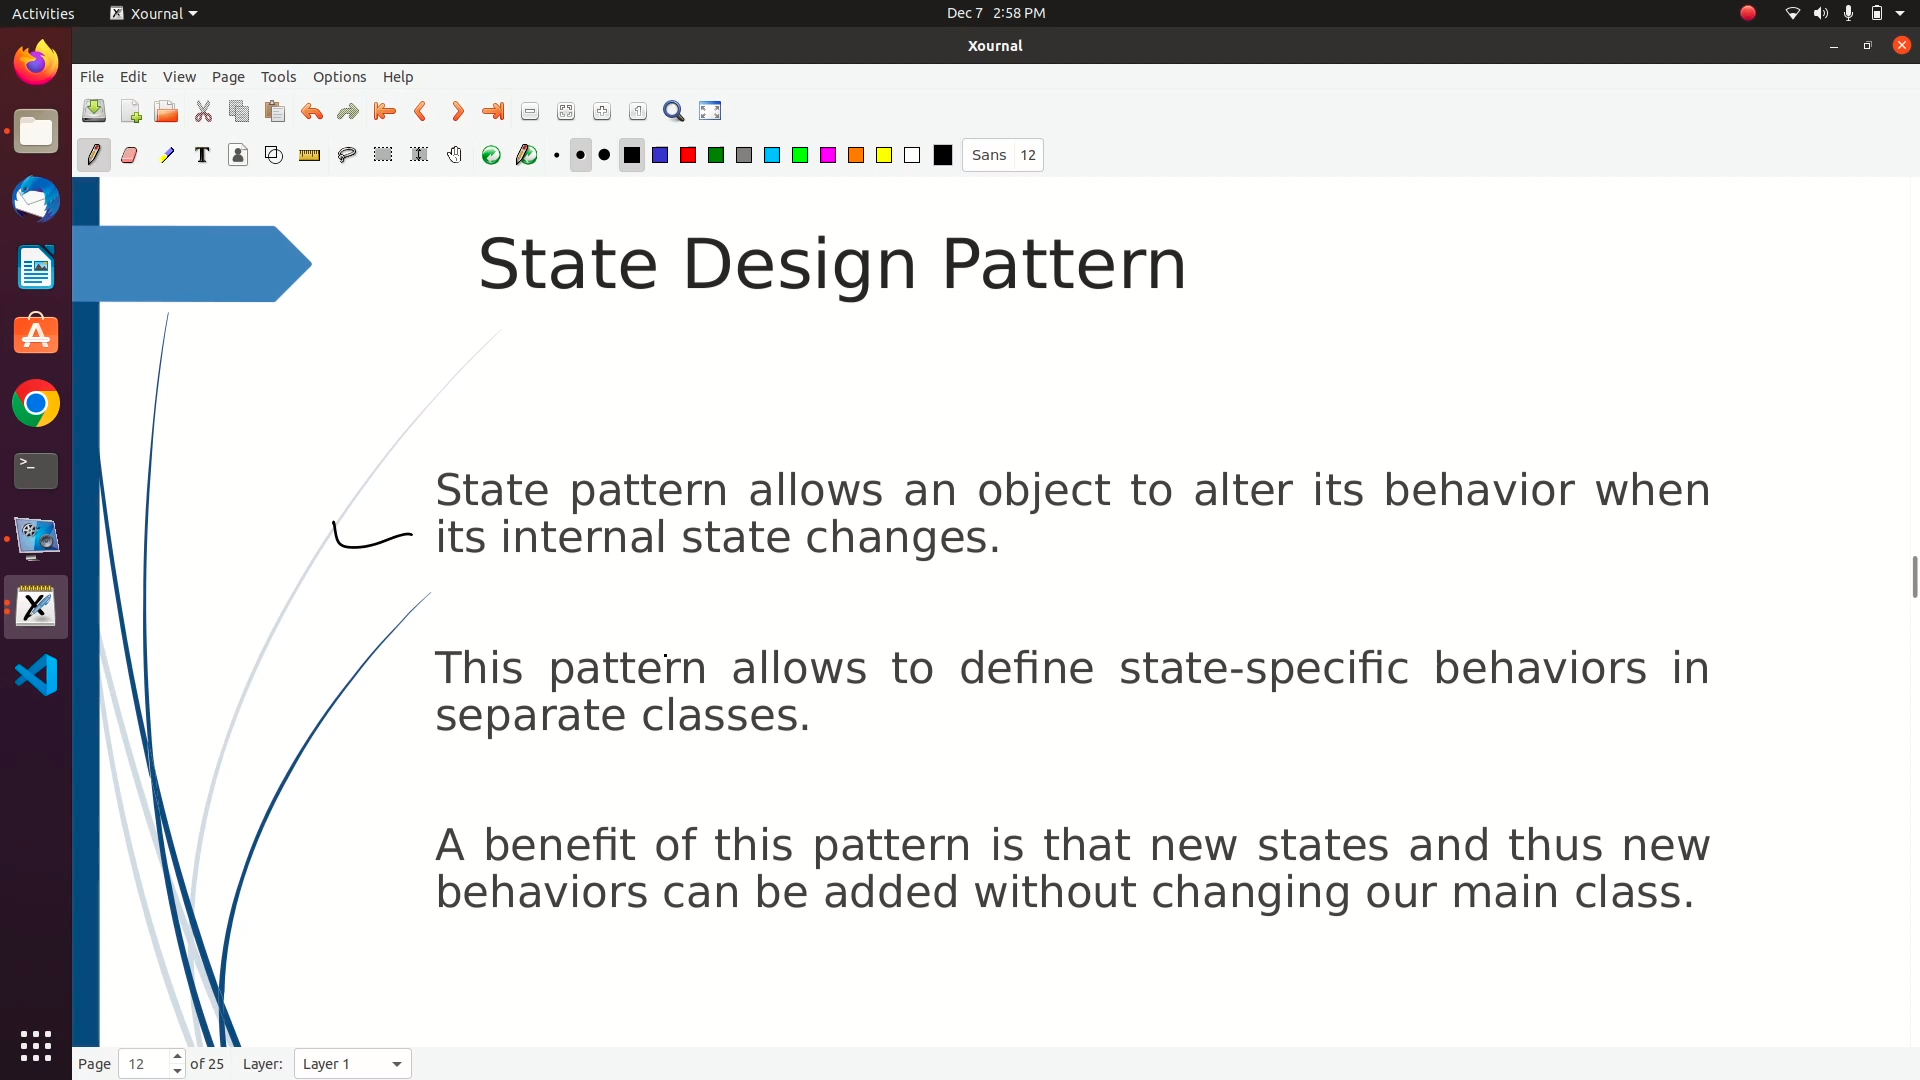 Activities
Xournal
Dec 7 2:58 PM
Xournal
File Edit View Page Tools Options Help
Sans 12
State Design Pattern
State pattern allows an object to alter its behavior when
its internal state changes.
This pattern allows to define state-specific behaviors in
separate classes.
A benefit of this pattern is that new states and thus new
behaviors can be added without changing our main class.
Page 12 of 25 Layer: Layer 1